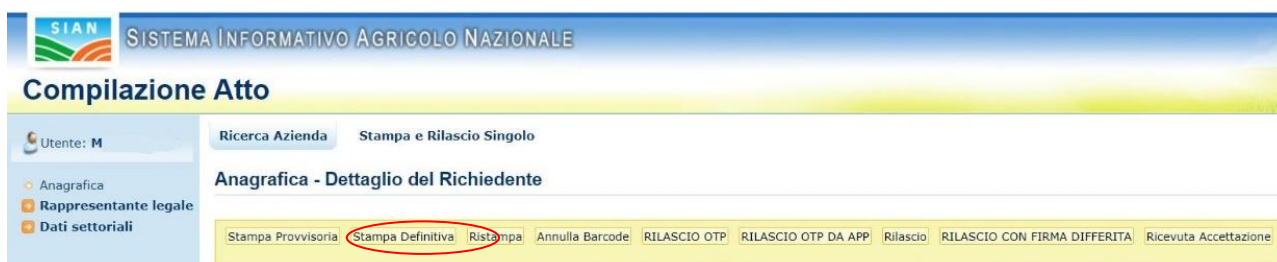 SIAN
SISTEMA INFORMATIVO AGRICOLO NAZIONALE
Compilazione Atto
Utente: M
Ricerca Azienda Stampa e Rilascio Singolo
Anagrafica - Dettaglio del Richiedente
Anagrafica
Rappresentante legale
Dati settoriali
Stampa Provvisoria Stampa Definitiva Ristampa Annulla Barcode RILASCIO OTP RILASCIO OTP DA APP Rilascio RILASCIO CON FIRMA DIFFERITA Ricevuta Accettazione